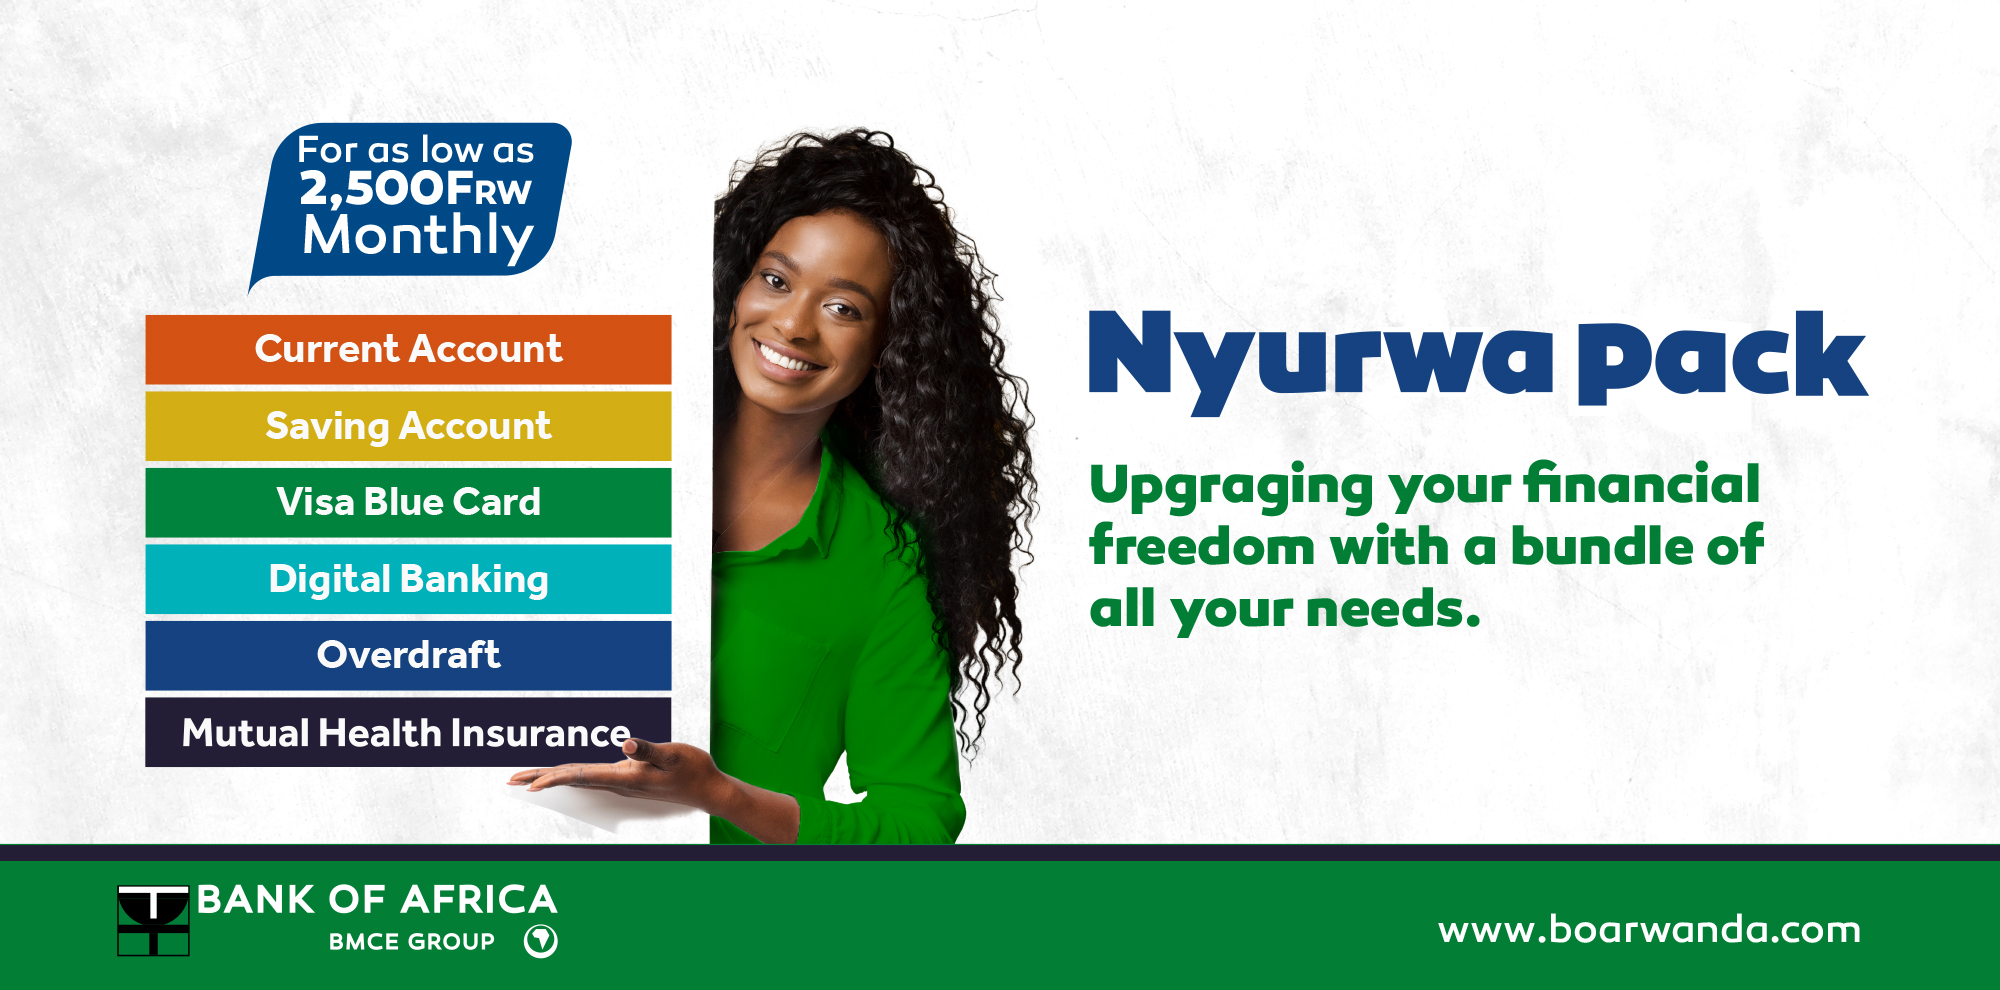 For as low as
2,500FRW
Monthly
Current Account
Saving Account
Visa Blue Card
Digital Banking
Overdraft
Mutual Health Insurance
Nyurwa pack
Upgraging your financial
freedom with a bundle of
all your needs.
BANK OF AFRICA
BMCE GROUP
www.boarwanda.com